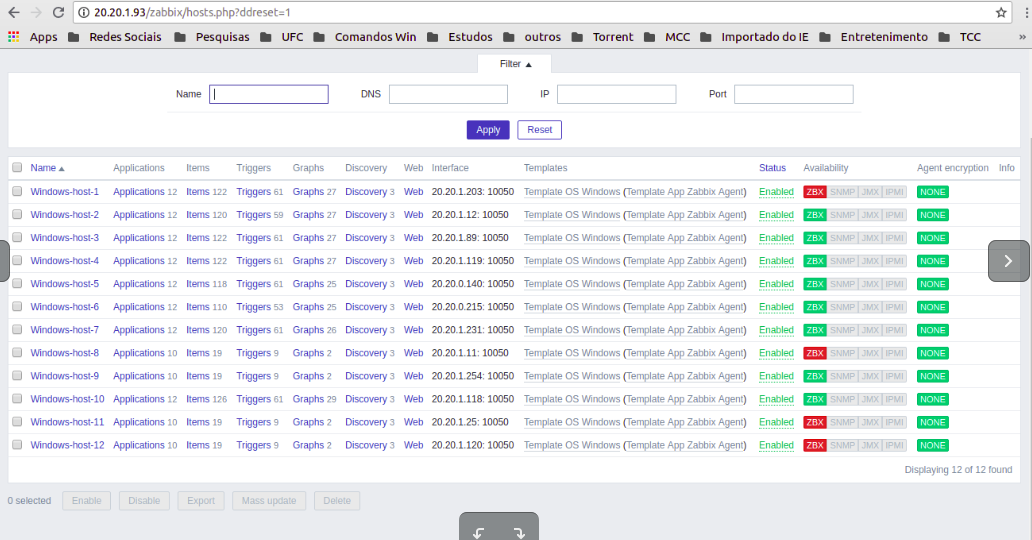 20.20.1.93/zabbix/hosts.php?ddreset=1
Apps Redes Sociais Pesquisas UFC Comandos Win Estudos outros Torrent MCC Importado do IE Entretenimento TCC »
Filter ▲
Name DNS IP Port
Apply Reset
Name ▲ Applications Items Triggers Graphs Discovery Web Interface Templates Status Availability Agent encryption Info
Windows-host-1 Applications 12 Items 122 Triggers 61 Graphs 27 Discovery 3 Web 20.20.1.203: 10050 Template OS Windows (Template App Zabbix Agent) Enabled ZBX SNMP JMX IPMI NONE
Windows-host-2 Applications 12 Items 120 Triggers 59 Graphs 27 Discovery 3 Web 20.20.1.12: 10050 Template OS Windows (Template App Zabbix Agent) Enabled ZBX SNMP JMX IPMI NONE
Windows-host-3 Applications 12 Items 122 Triggers 61 Graphs 27 Discovery 3 Web 20.20.1.89: 10050 Template OS Windows (Template App Zabbix Agent) Enabled ZBX SNMP JMX IPMI NONE
Windows-host-4 Applications 12 Items 122 Triggers 61 Graphs 27 Discovery 3 Web 20.20.1.119: 10050 Template OS Windows (Template App Zabbix Agent) Enabled ZBX SNMP JMX IPMI NONE
Windows-host-5 Applications 12 Items 118 Triggers 61 Graphs 25 Discovery 3 Web 20.20.0.140: 10050 Template OS Windows (Template App Zabbix Agent) Enabled ZBX SNMP JMX IPMI NONE
Windows-host-6 Applications 12 Items 110 Triggers 53 Graphs 25 Discovery 3 Web 20.20.0.215: 10050 Template OS Windows (Template App Zabbix Agent) Enabled ZBX SNMP JMX IPMI NONE
Windows-host-7 Applications 12 Items 120 Triggers 61 Graphs 26 Discovery 3 Web 20.20.1.231: 10050 Template OS Windows (Template App Zabbix Agent) Enabled ZBX SNMP JMX IPMI NONE
Windows-host-8 Applications 10 Items 19 Triggers 9 Graphs 2 Discovery 3 Web 20.20.1.11: 10050 Template OS Windows (Template App Zabbix Agent) Enabled ZBX SNMP JMX IPMI NONE
Windows-host-9 Applications 10 Items 19 Triggers 9 Graphs 2 Discovery 3 Web 20.20.1.254: 10050 Template OS Windows (Template App Zabbix Agent) Enabled ZBX SNMP JMX IPMI NONE
Windows-host-10 Applications 12 Items 126 Triggers 61 Graphs 29 Discovery 3 Web 20.20.1.118: 10050 Template OS Windows (Template App Zabbix Agent) Enabled ZBX SNMP JMX IPMI NONE
Windows-host-11 Applications 10 Items 19 Triggers 9 Graphs 2 Discovery 3 Web 20.20.1.25: 10050 Template OS Windows (Template App Zabbix Agent) Enabled ZBX SNMP JMX IPMI NONE
Windows-host-12 Applications 10 Items 19 Triggers 9 Graphs 2 Discovery 3 Web 20.20.1.120: 10050 Template OS Windows (Template App Zabbix Agent) Enabled ZBX SNMP JMX IPMI NONE
Displaying 12 of 12 found
0 selected Enable Disable Export Mass update Delete